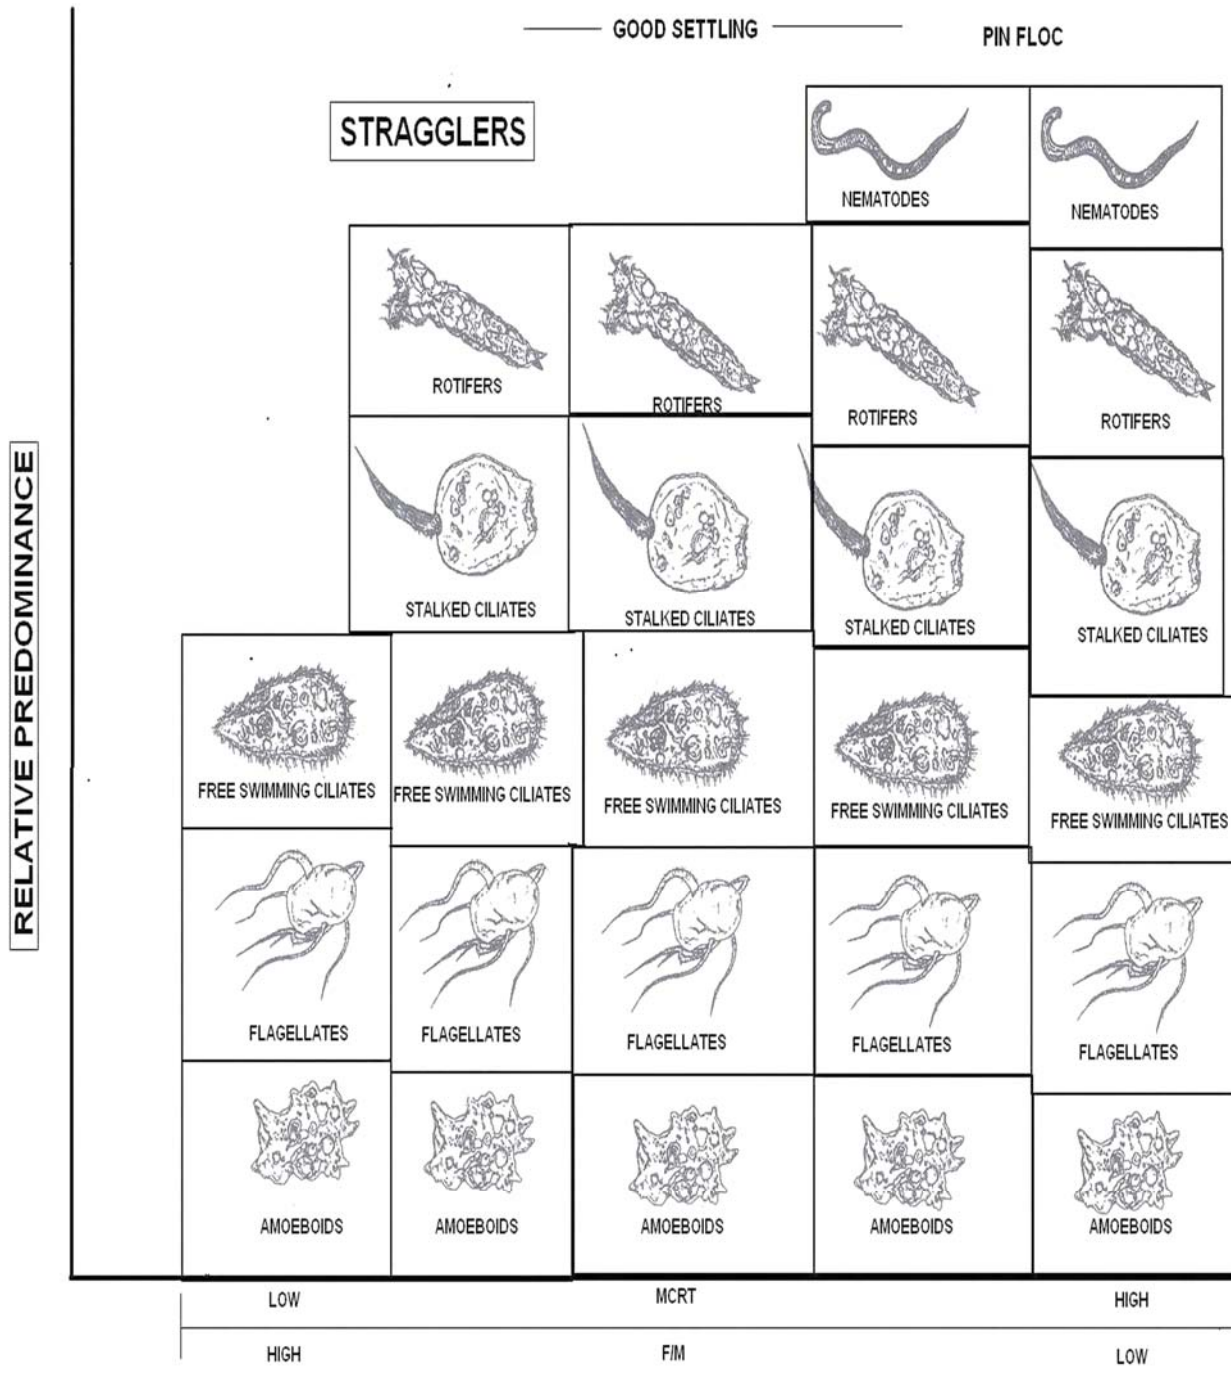 GOOD SETTLING
PIN FLOC
STRAGGLERS
NEMATODES
NEMATODES
ROTIFERS
ROTIFERS
ROTIFERS
ROTIFERS
STALKED CILIATES
STALKED CILIATES
STALKED CILIATES
STALKED CILIATES
RELATIVE PREDOMINANCE
FREE SWIMMING CILIATES
FREE SWIMMING CILIATES
FREE SWIMMING CILIATES
FREE SWIMMING CILIATES
FREE SWIMMING CILIATES
FLAGELLATES
FLAGELLATES
FLAGELLATES
FLAGELLATES
FLAGELLATES
AMOEBOIDS
AMOEBOIDS
AMOEBOIDS
AMOEBOIDS
AMOEBOIDS
LOW
MCRT
HIGH
HIGH
F/M
LOW